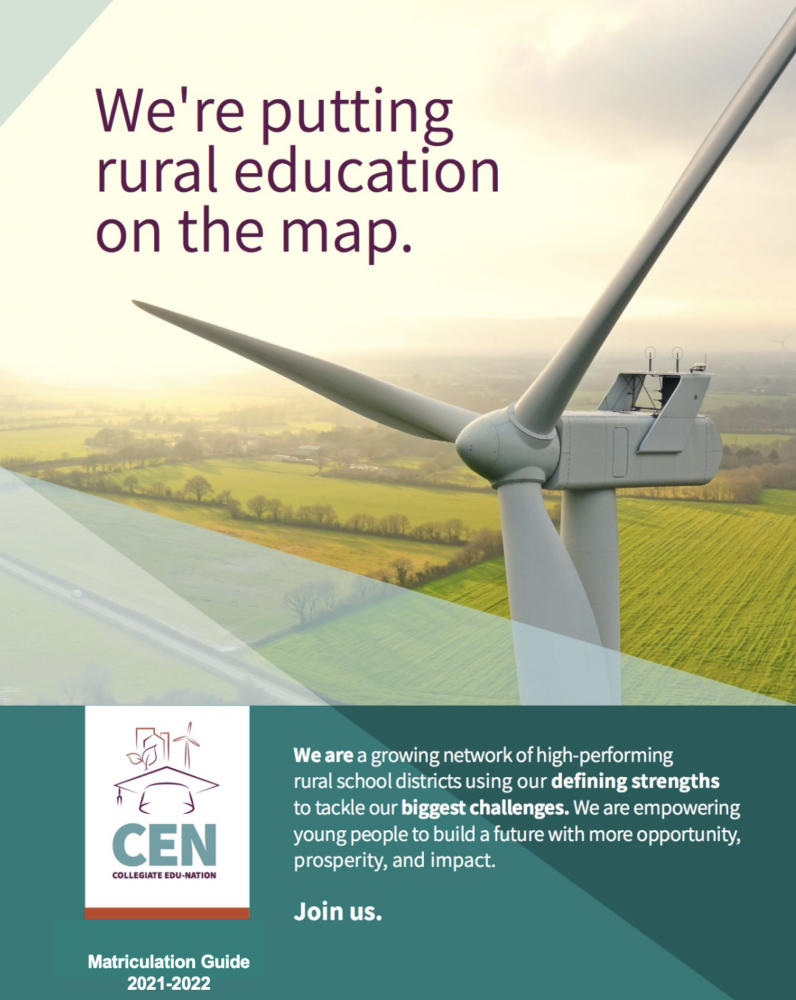 We're putting
rural education
on the map.
We are a growing network of high-performing
rural school districts using our defining strengths
to tackle our biggest challenges. We are empowering
young people to build a future with more opportunity,
prosperity, and impact.
Join us.
CEN
COLLEGIATE EDU-NATION
Matriculation Guide
2021-2022